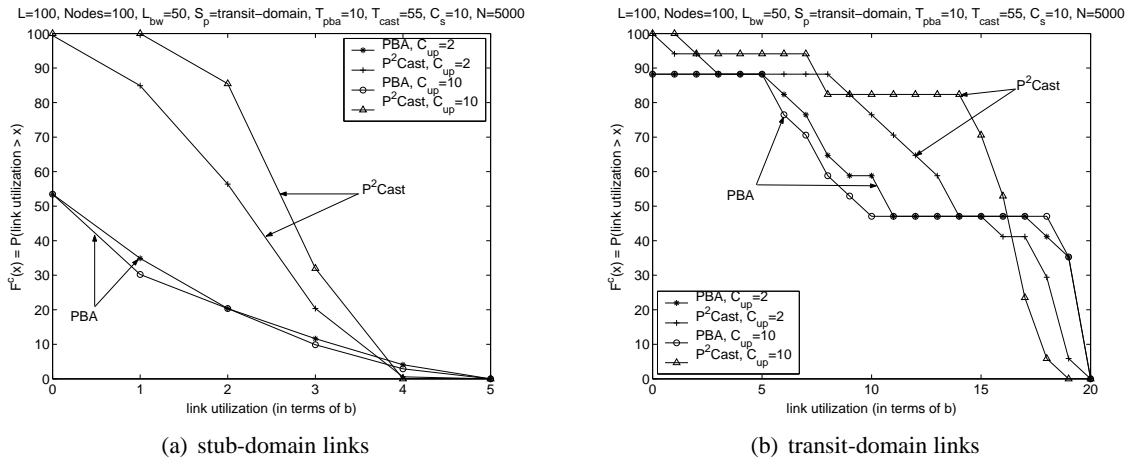 L=100, Nodes=100, L_bw=50, S_p=transit-domain, T_pba=10, T_cast=55, C_s=10, N=5000
100
90
80
70
60
50
40
30
20
10
0
F^c(x) = P(link utilization > x)
PBA, C_up=2
P^2Cast, C_up=2
PBA, C_up=10
P^2Cast, C_up=10
P^2Cast
PBA
0 1 2 3 4 5
link utilization (in terms of b)
(a) stub-domain links
L=100, Nodes=100, L_bw=50, S_p=transit-domain, T_pba=10, T_cast=55, C_s=10, N=5000
100
90
80
70
60
50
40
30
20
10
0
F^c(x) = P(link utilization > x)
P^2Cast
PBA
PBA, C_up=2
P^2Cast, C_up=2
PBA, C_up=10
P^2Cast, C_up=10
0 5 10 15 20
link utilization (in terms of b)
(b) transit-domain links